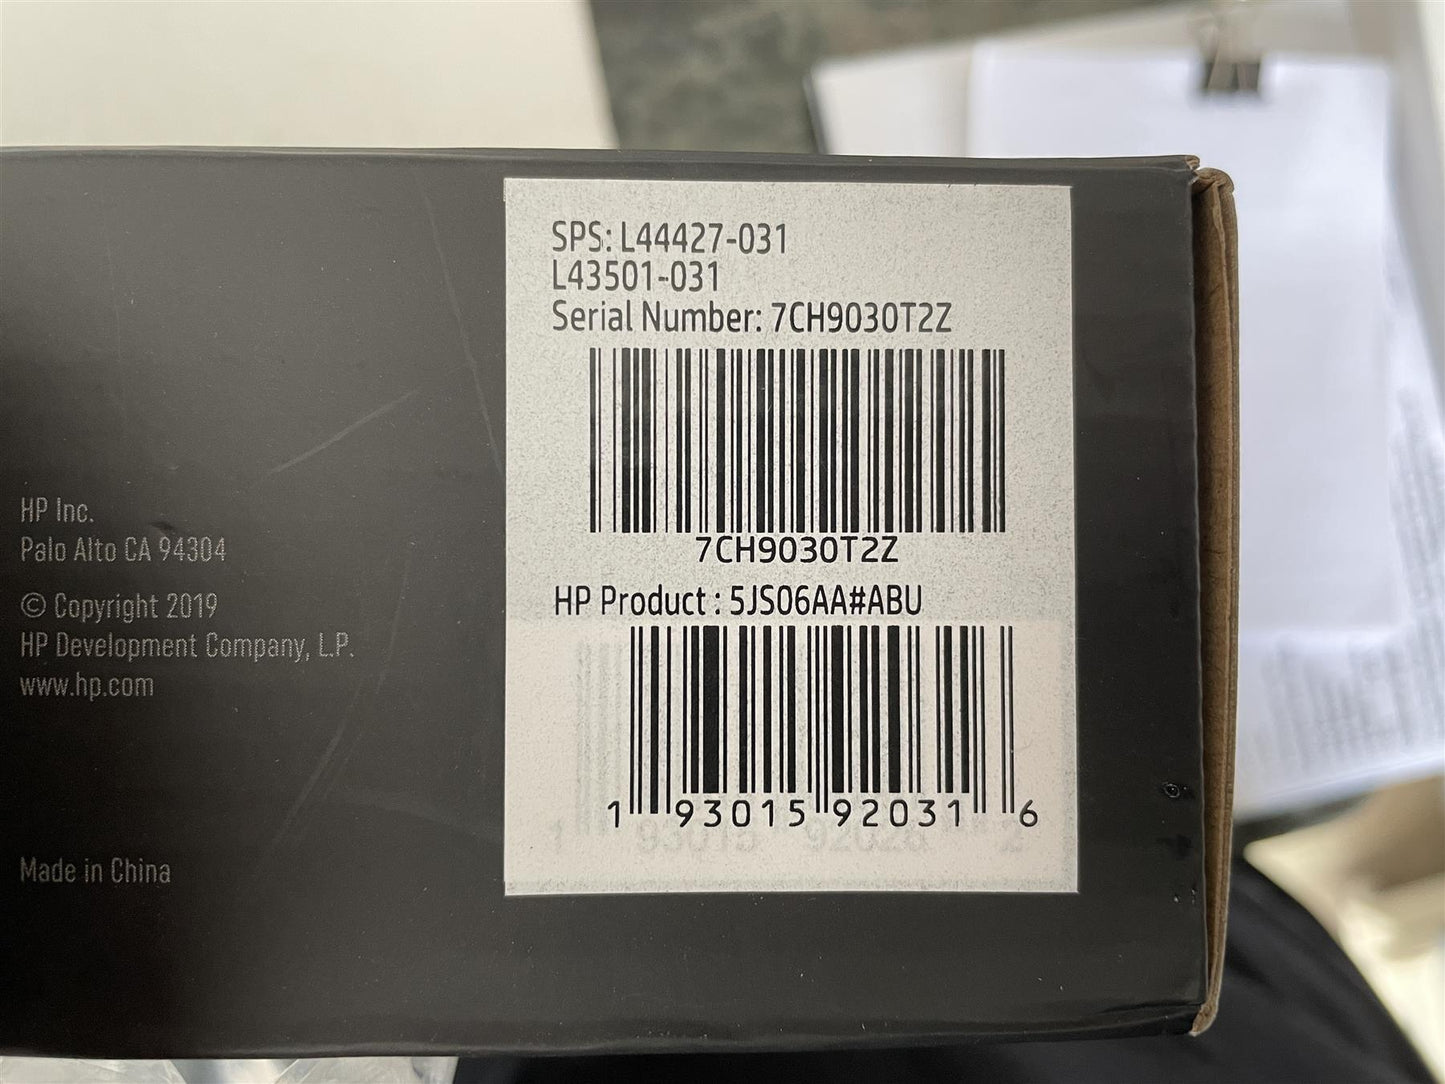 SPS: L44427-031
L43501-031
Serial Number: 7CH9030T2Z
7CH9030T2Z
HP Product : 5JS06AA#ABU
1 93015 92031 6
HP Inc.
Palo Alto CA 94304
© Copyright 2019
HP Development Company, L.P.
www.hp.com
Made in China